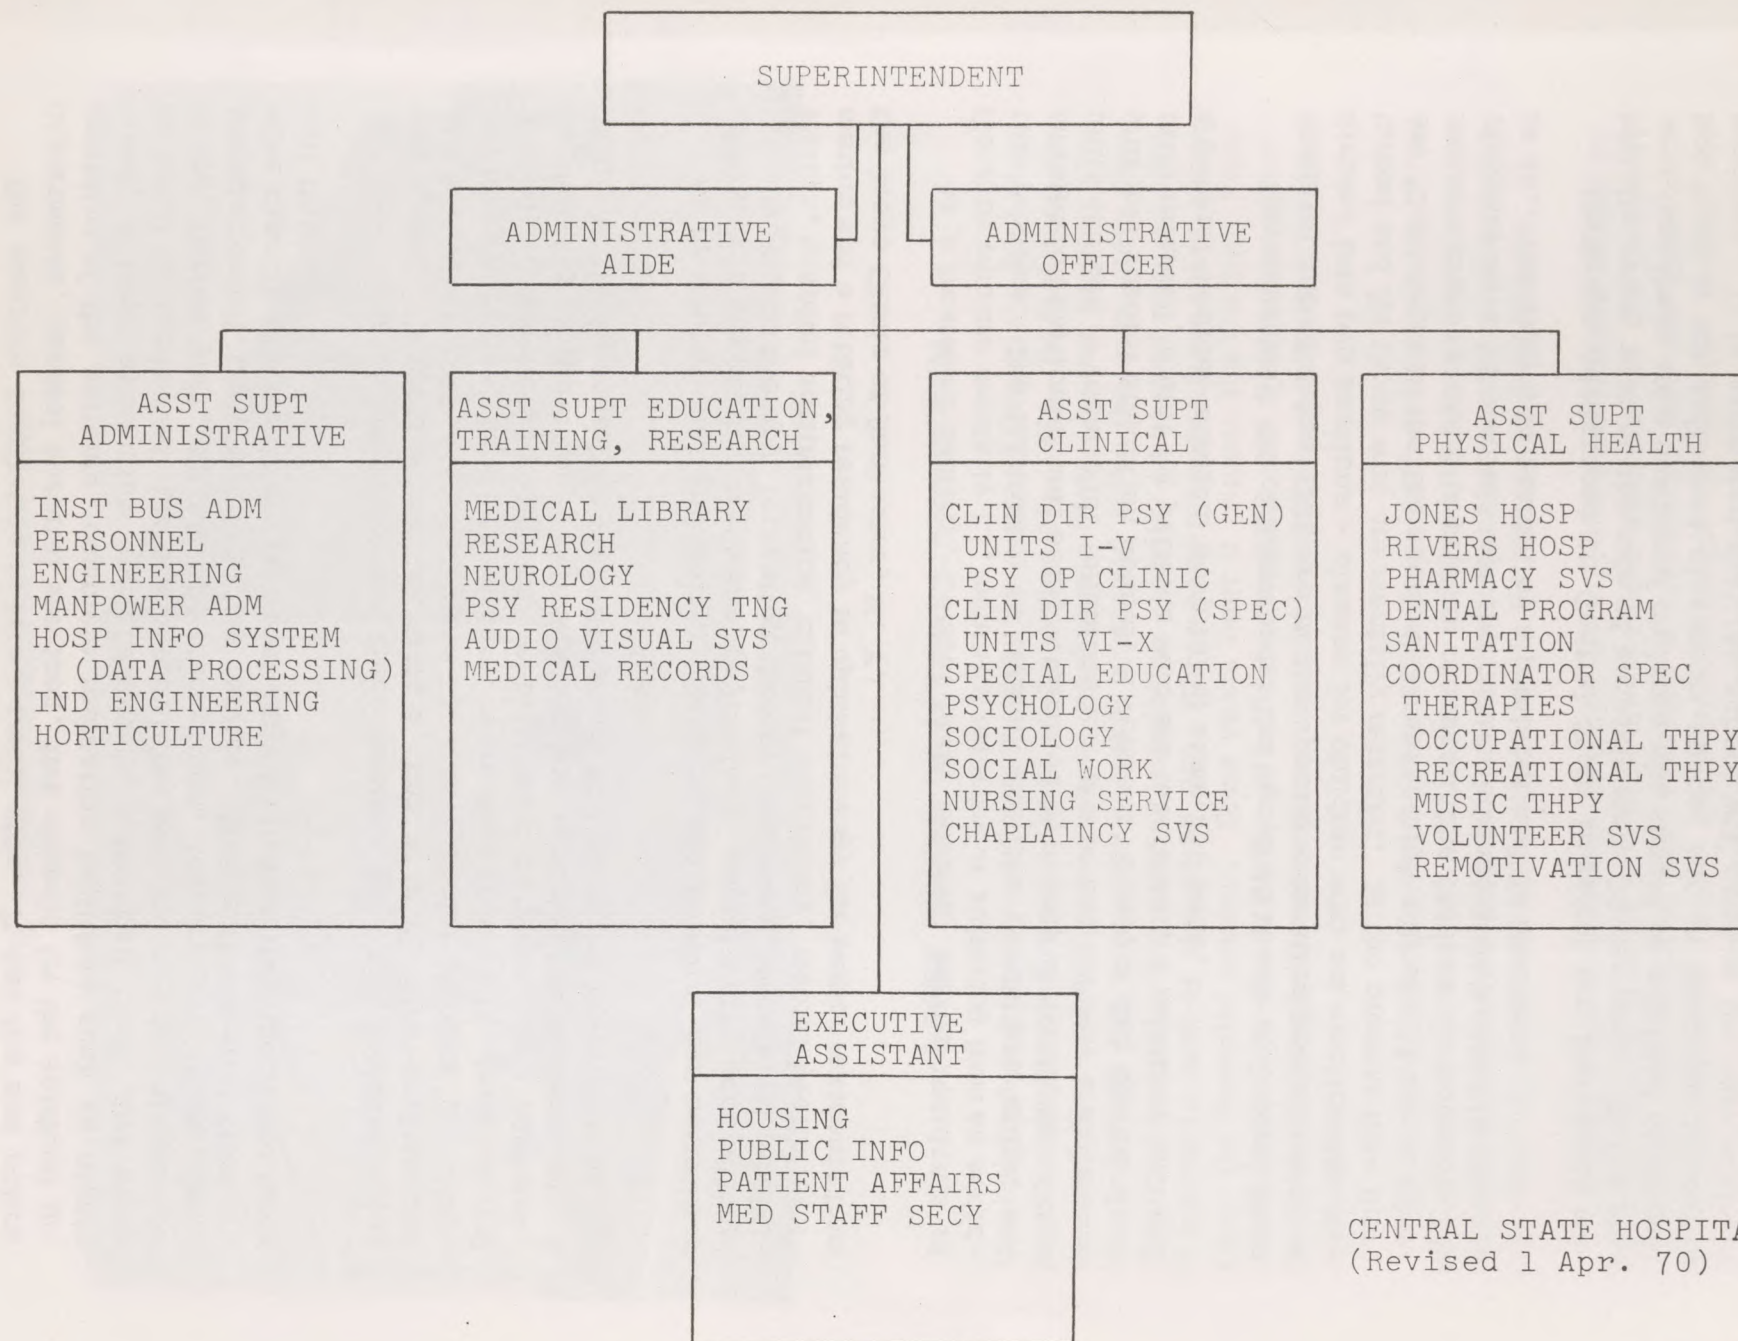 SUPERINTENDENT
ADMINISTRATIVE
AIDE
ADMINISTRATIVE
OFFICER
ASST SUPT
ADMINISTRATIVE
INST BUS ADM
PERSONNEL
ENGINEERING
MANPOWER ADM
HOSP INFO SYSTEM
(DATA PROCESSING)
IND ENGINEERING
HORTICULTURE
ASST SUPT EDUCATION,
TRAINING, RESEARCH
MEDICAL LIBRARY
RESEARCH
NEUROLOGY
PSY RESIDENCY TNG
AUDIO VISUAL SVS
MEDICAL RECORDS
ASST SUPT
CLINICAL
CLIN DIR PSY (GEN)
UNITS I-V
PSY OP CLINIC
CLIN DIR PSY (SPEC)
UNITS VI-X
SPECIAL EDUCATION
PSYCHOLOGY
SOCIOLOGY
SOCIAL WORK
NURSING SERVICE
CHAPLAINCY SVS
ASST SUPT
PHYSICAL HEALTH
JONES HOSP
RIVERS HOSP
PHARMACY SVS
DENTAL PROGRAM
SANITATION
COORDINATOR SPEC
THERAPIES
OCCUPATIONAL THPY
RECREATIONAL THPY
MUSIC THPY
VOLUNTEER SVS
REMOTIVATION SVS
EXECUTIVE
ASSISTANT
HOUSING
PUBLIC INFO
PATIENT AFFAIRS
MED STAFF SECY
CENTRAL STATE HOSPITA
(Revised 1 Apr. 70)